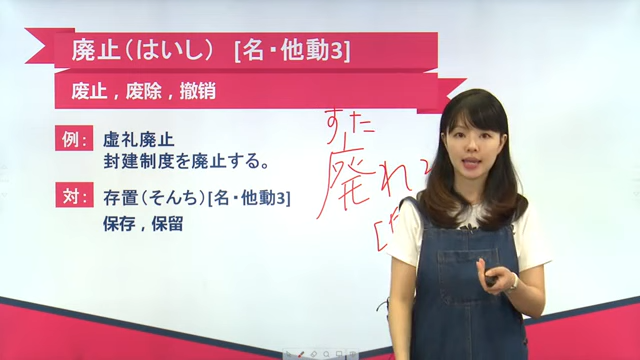 廃止（はいし） [名・他動3]
废止，废除，撤销
例： 虚礼廃止
封建制度を廃止する。
対： 存置（そんち）[名・他動3]
保存，保留
すた
廃れ